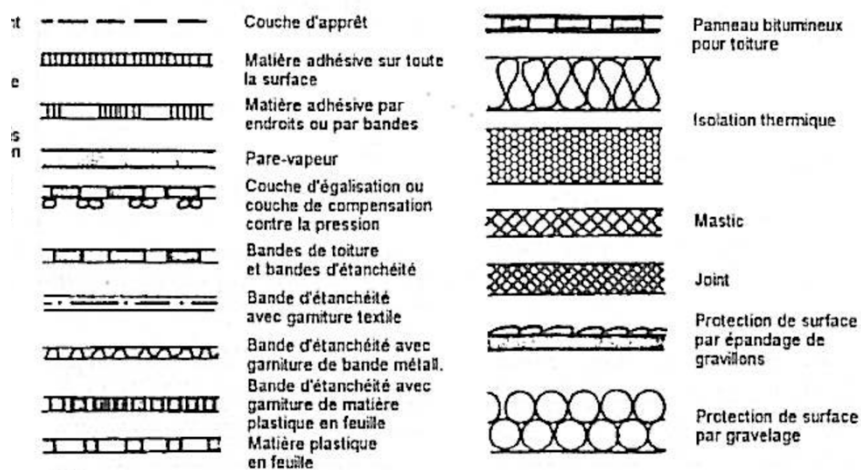 nt
Couche d'apprêt
Matière adhésive sur toute
la surface
e
Matière adhésive par
endroits ou par bandes
s
n
Pare-vapeur
Couche d'égalisation ou
couche de compensation
contre la pression
Bandes de toiture
et bandes d'étanchéité
Bande d'étanchéité
avec garniture textile
Bande d'étanchéité avec
garniture de bande métall.
Bande d'étanchéité avec
garniture de matière
plastique en feuille
Matière plastique
en feuille
Panneau bitumineux
pour toiture
Isolation thermique
Mastic
Joint
Protection de surface
par épandage de
gravillons
Protection de surface
par gravelage